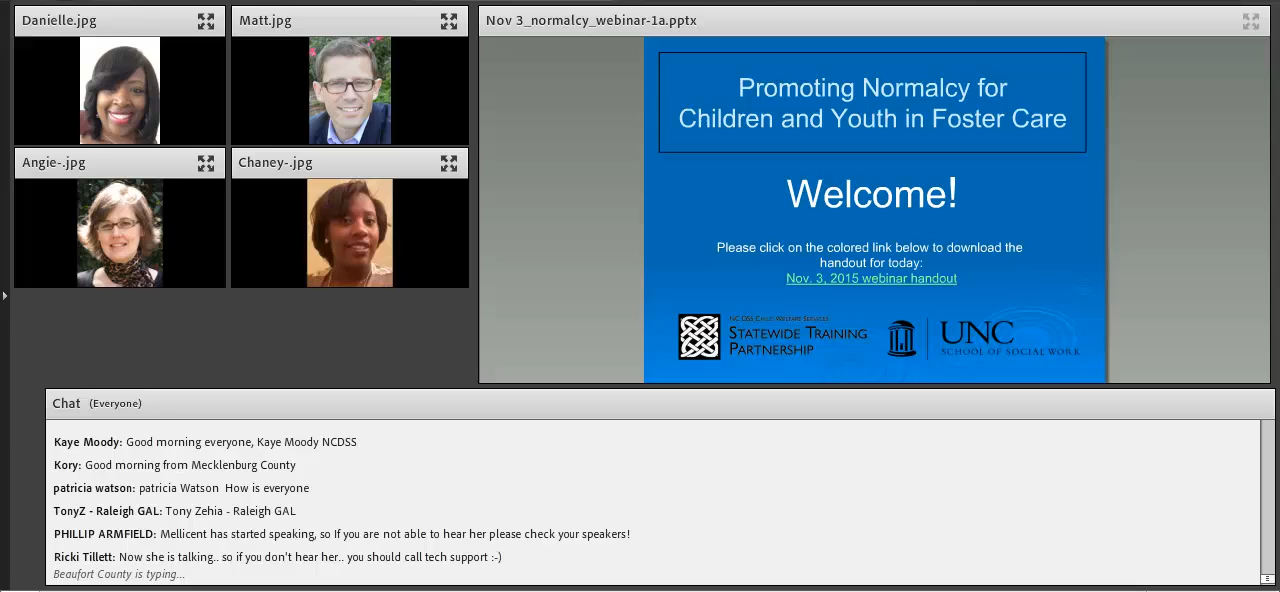 Danielle.jpg
Matt.jpg
Nov 3_normalcy_webinar-1a.pptx
Angie-.jpg
Chaney-.jpg
Promoting Normalcy for
Children and Youth in Foster Care
Welcome!
Please click on the colored link below to download the
handout for today:
Nov. 3, 2015 webinar handout
NC DSS Child Welfare Services
Statewide Training
Partnership
UNC
SCHOOL OF SOCIAL WORK
Chat (Everyone)
Kaye Moody: Good morning everyone, Kaye Moody NCDSS
Kory: Good morning from Mecklenburg County
patricia watson: patricia Watson  How is everyone
TonyZ - Raleigh GAL: Tony Zehia - Raleigh GAL
PHILLIP ARMFIELD: Mellicent has started speaking, so If you are not able to hear her please check your speakers!
Ricki Tillett: Now she is talking.. so if you don't hear her.. you should call tech support :-)
Beaufort County is typing...